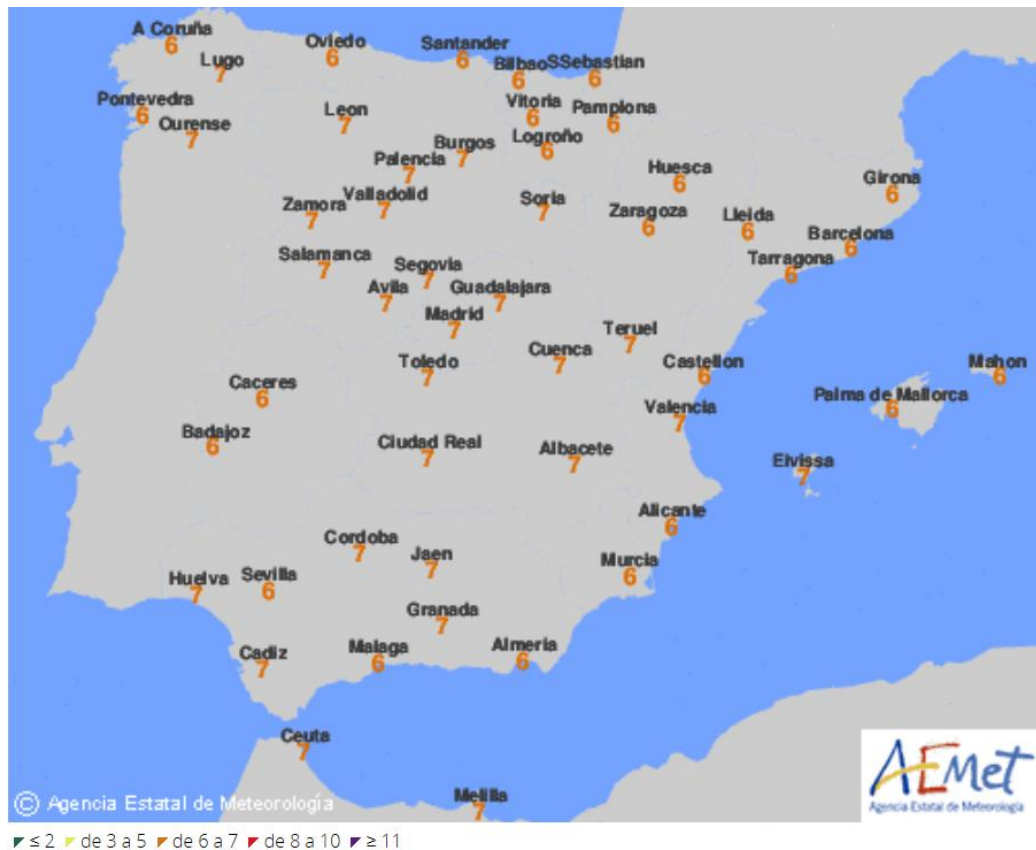 A Coruña
6
Lugo
7
Oviedo
6
Santander
6
Bilbao
6
SSebastian
6
Pontevedra
6
Ourense
7
Leon
7
Vitoria
6
Pamplona
6
Burgos
7
Logroño
6
Palencia
7
Huesca
6
Girona
6
Zamora
7
Valladolid
7
Soria
7
Zaragoza
6
Lleida
6
Barcelona
6
Tarragona
6
Salamanca
7
Segovia
7
Avila
7
Guadalajara
7
Madrid
7
Teruel
7
Cuenca
7
Toledo
7
Castellon
6
Mahon
6
Caceres
6
Palma de Mallorca
6
Valencia
7
Badajoz
6
Ciudad Real
7
Albacete
7
Eivissa
7
Alicante
6
Cordoba
7
Jaen
7
Murcia
6
Huelva
7
Sevilla
6
Granada
7
Cadiz
7
Malaga
6
Almeria
6
Ceuta
7
Melilla
7
AEMet
Agencia Estatal de Meteorología
© Agencia Estatal de Meteorología
≤ 2 de 3 a 5 de 6 a 7 de 8 a 10 ≥ 11